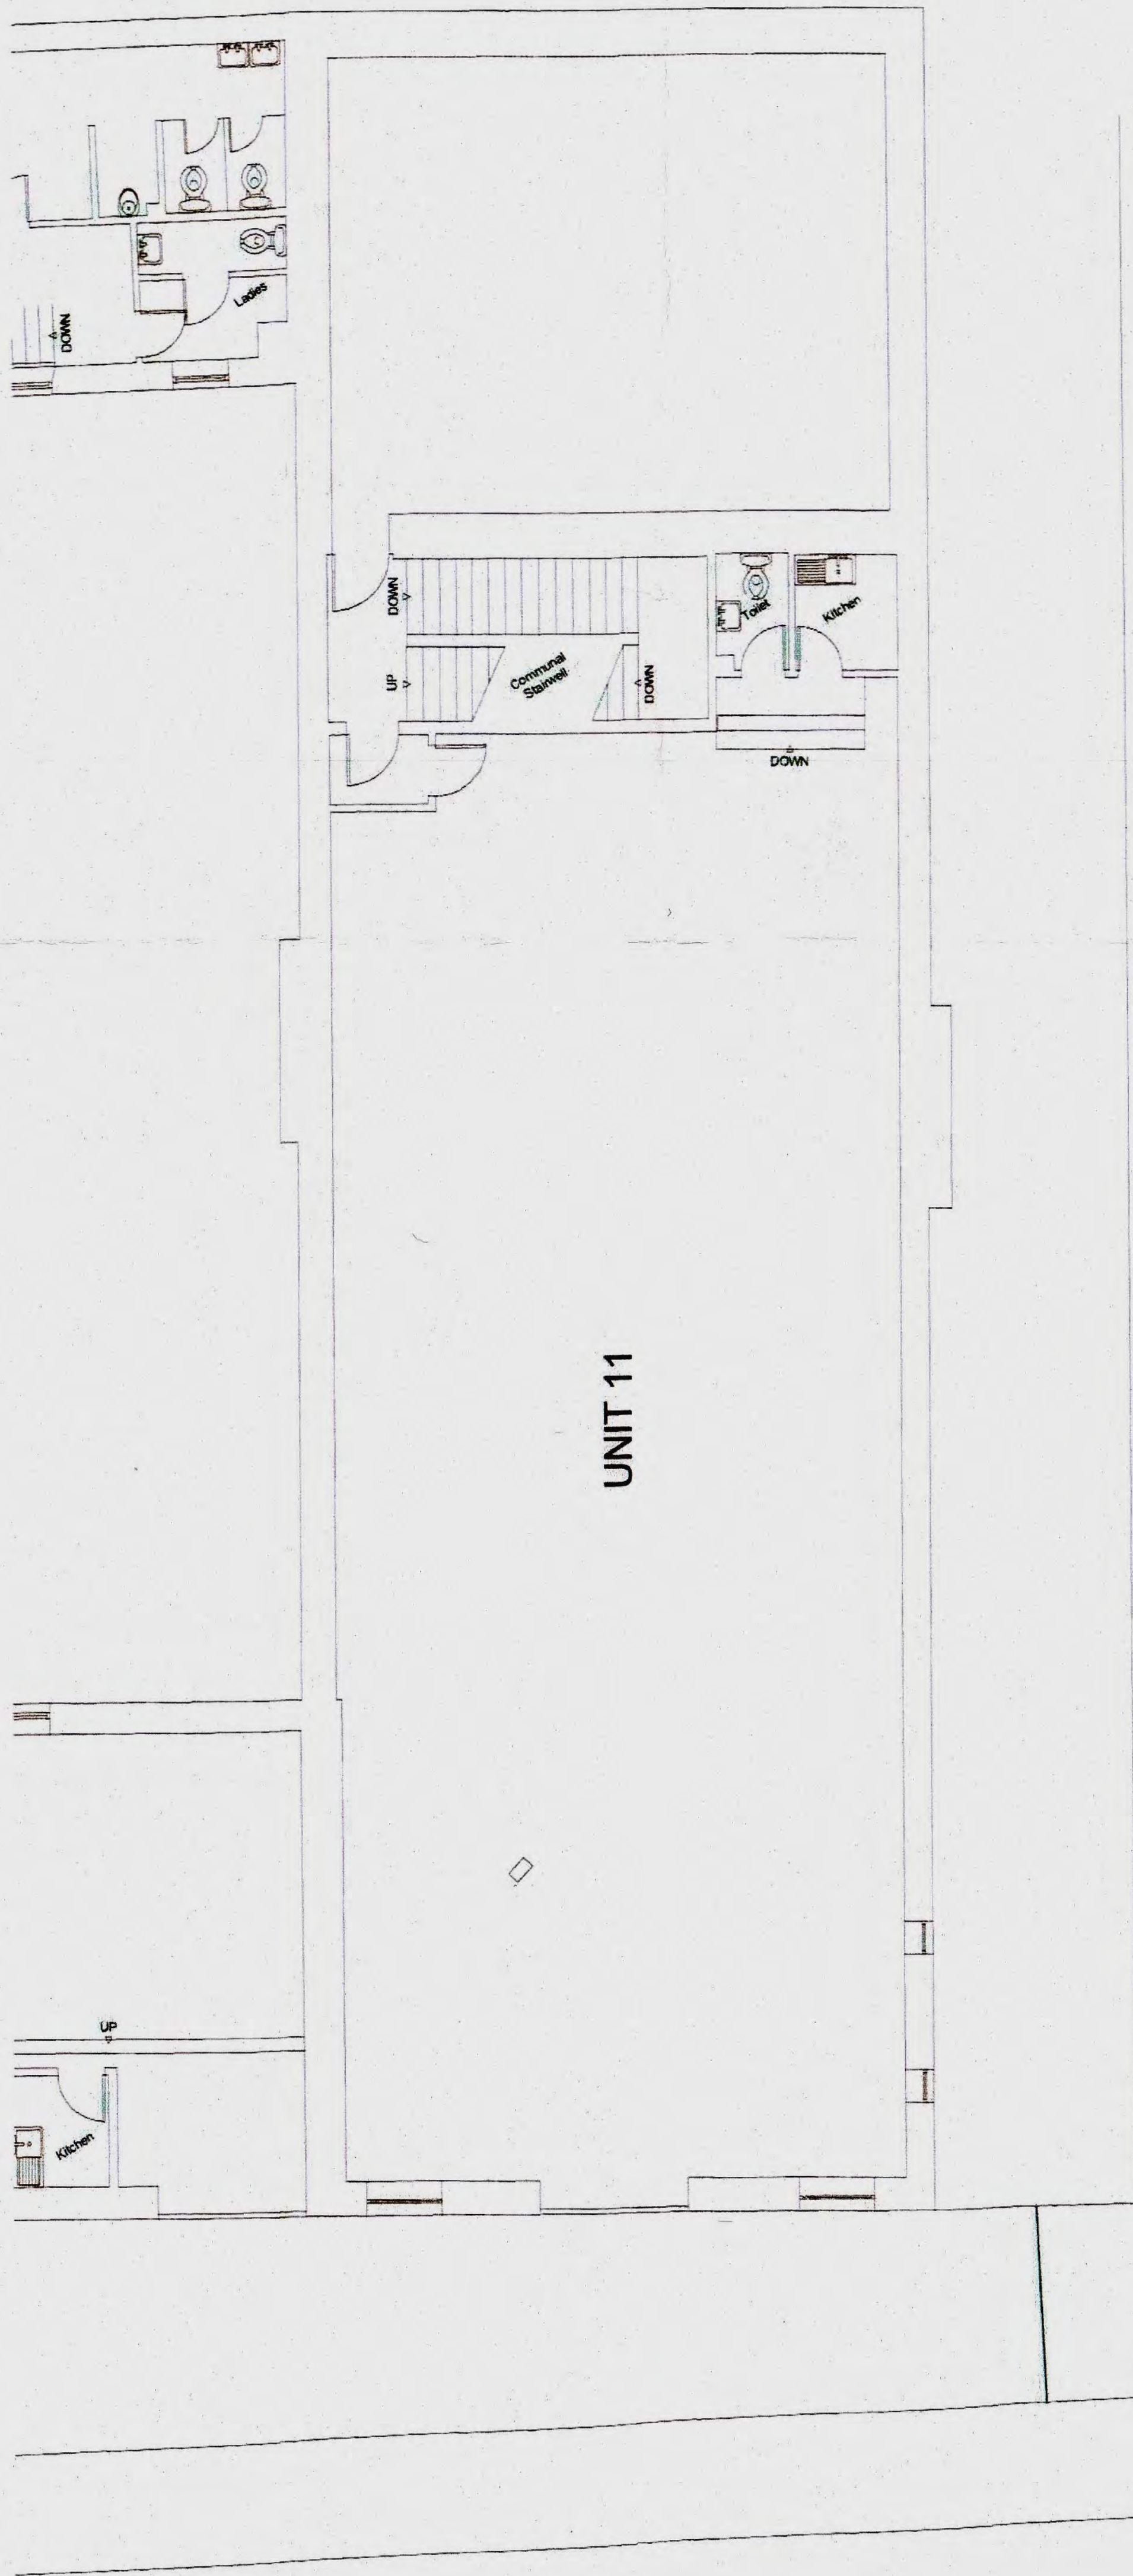 Ladies
DOWN
DOWN
UP
Communal
Stairwell
DOWN
Toilet
Kitchen
DOWN
UNIT 11
UP
Kitchen